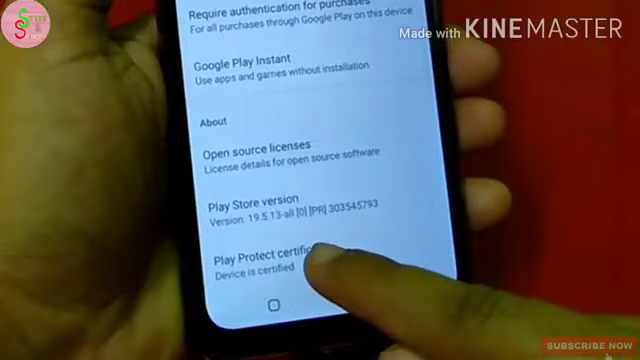 Require authentication for purchases
For all purchases through Google Play on this device
Made with KINEMASTER
Google Play Instant
Use apps and games without installation
About
Open source licenses
License details for open source software
Play Store version
Version: 19.5.13-all [0] [PR] 303545793
Play Protect
Device is certified
SUBSCRIBE NOW